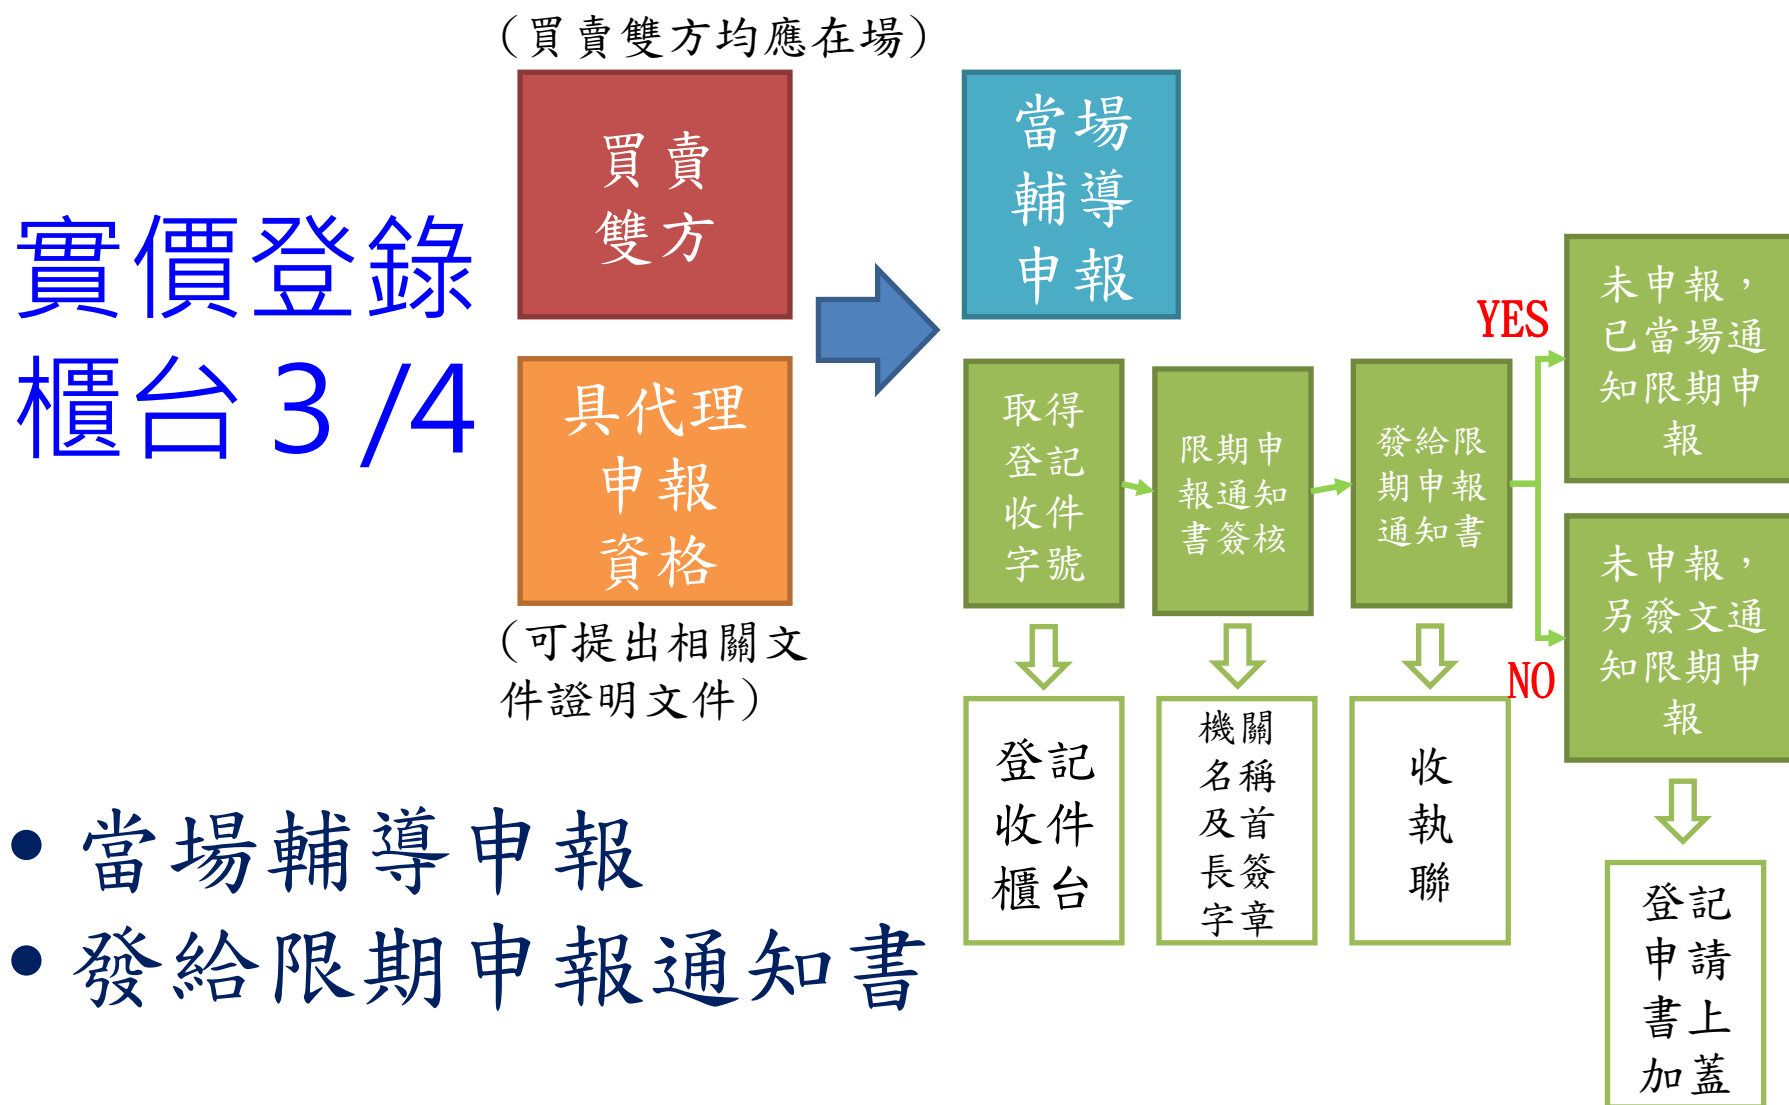 實價登錄
櫃台3/4
(買賣雙方均應在場)
買賣
雙方
具代理
申報
資格
(可提出相關文
件證明文件)
當場
輔導
申報
取得
登記
收件
字號
限期申
報通知
書簽核
發給限
期申報
通知書
YES
未申報，
已當場通
知限期申
報
NO
未申報，
另發文通
知限期申
報
登記
收件
櫃台
機關
名稱
及首
長簽
字章
收
執
聯
登記
申請
書上
加蓋
• 當場輔導申報
• 發給限期申報通知書